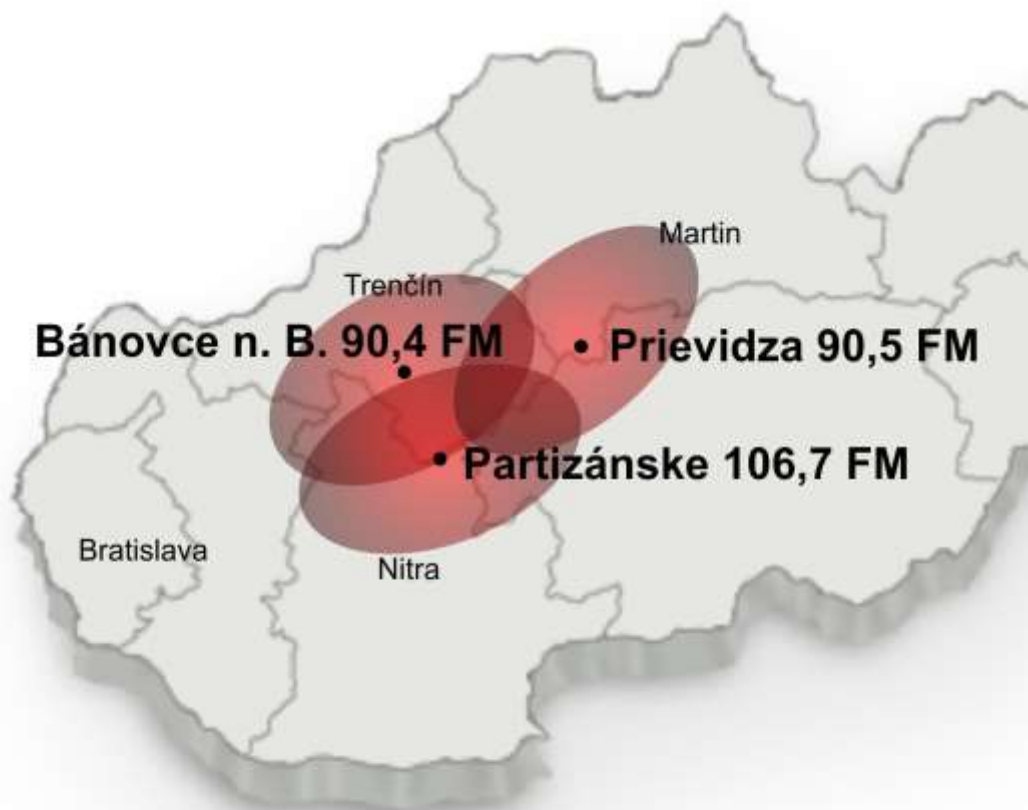 Martin
Trenčín
Bánovce n. B. 90,4 FM
Prievidza 90,5 FM
Partizánske 106,7 FM
Bratislava
Nitra